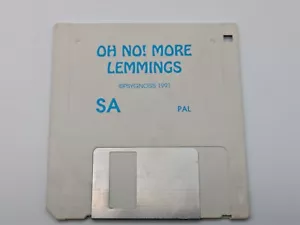 OH NO! MORE
LEMMINGS
©PSYGNOSIS 1991
SA
PAL